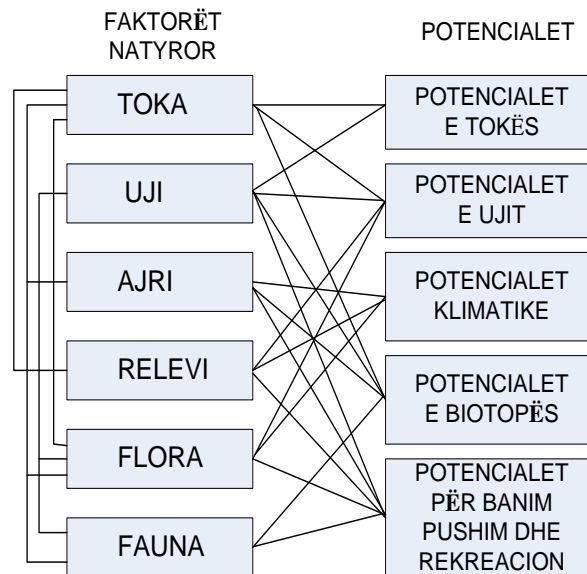 FAKTORËT
NATYROR
TOKA
UJI
AJRI
RELEVI
FLORA
FAUNA
POTENCIALET
POTENCIALET
E TOKËS
POTENCIALET
E UJIT
POTENCIALET
KLIMATIKE
POTENCIALET
E BIOTOPËS
POTENCIALET
PËR BANIM
PUSHIM DHE
REKREACION